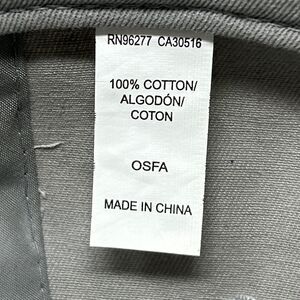 RN96277 CA30516
100% COTTON/
ALGODÓN/
COTON
OSFA
MADE IN CHINA